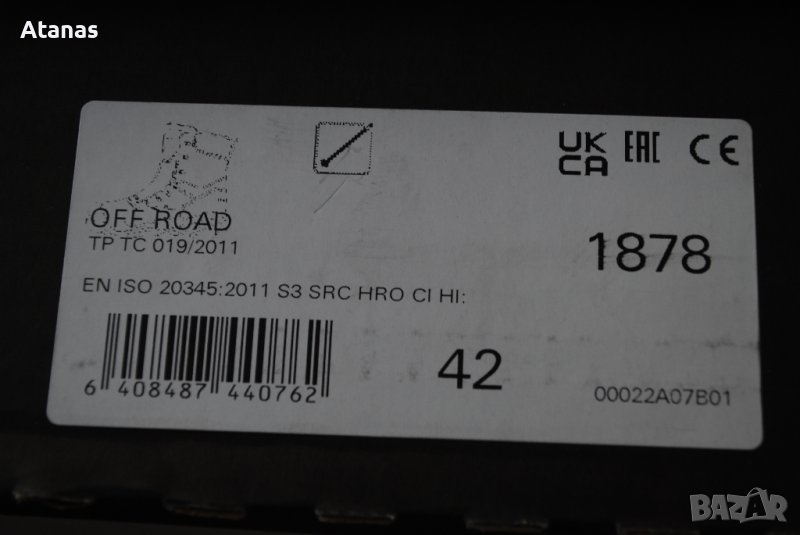 Atanas
UK
CA
EAC
CE
OFF ROAD
TP TC 019/2011
1878
EN ISO 20345:2011 S3 SRC HRO CI HI:
6 408487 440762
42
00022A07B01
BAZAR